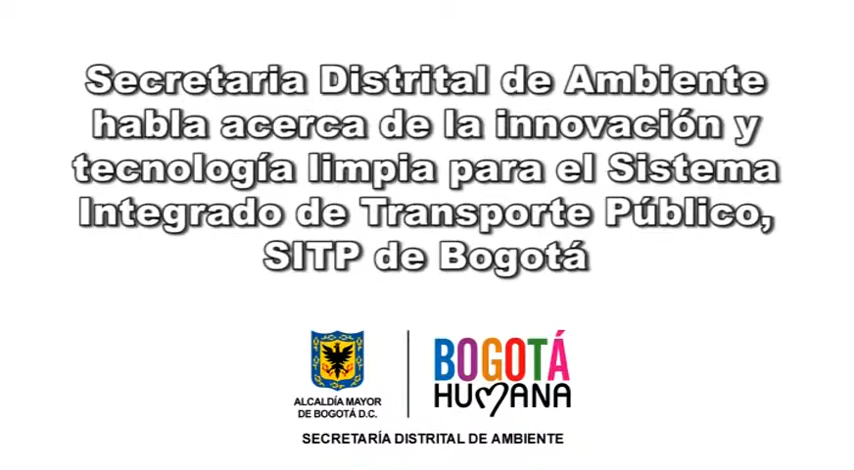 Secretaria Distrital de Ambiente
habla acerca de la innovación y
tecnología limpia para el Sistema
Integrado de Transporte Público,
SITP de Bogotá
ALCALDÍA MAYOR
DE BOGOTÁ D.C.
BOGOTÁ
HUMANA
SECRETARÍA DISTRITAL DE AMBIENTE